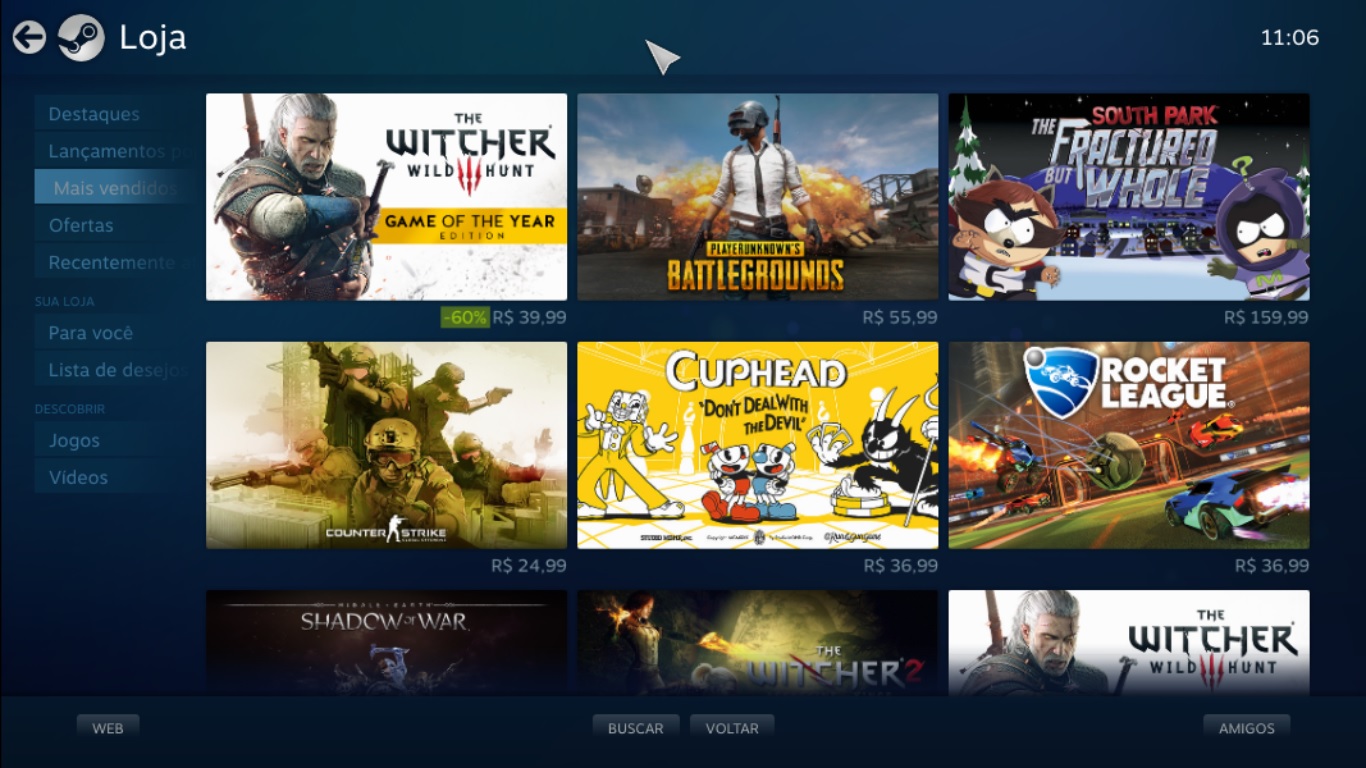 Loja
11:06
Destaques
Lançamentos
Mais vendidos
Ofertas
Recentemente
SUA LOJA
Para você
Lista de desejos
DESCOBRIR
Jogos
Vídeos
THE
WITCHER
WILD HUNT
GAME OF THE YEAR
EDITION
-60% R$ 39,99
PLAYERUNKNOWN'S
BATTLEGROUNDS
R$ 55,99
SOUTH PARK
THE FRACTURED
BUT WHOLE
R$ 159,99
COUNTER STRIKE
R$ 24,99
CUPHEAD
"DON'T DEAL WITH
THE DEVIL"
R$ 36,99
ROCKET
LEAGUE
R$ 36,99
MIDDLE-EARTH
SHADOW OF WAR
THE
WITCHER 2
THE
WITCHER
WILD HUNT
WEB
BUSCAR
VOLTAR
AMIGOS